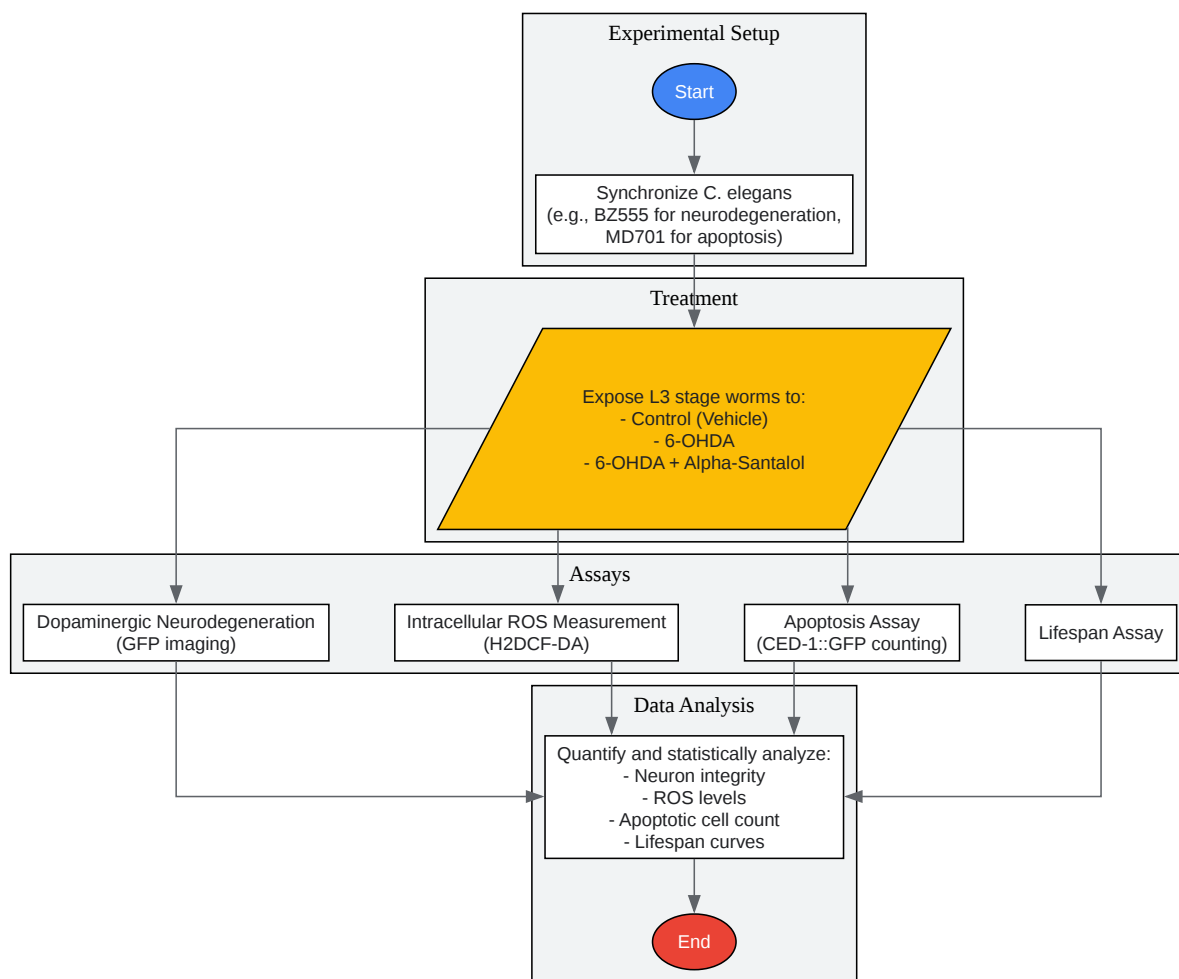 Experimental Setup
Start
Synchronize C. elegans
(e.g., BZ555 for neurodegeneration,
MD701 for apoptosis)
Treatment
Expose L3 stage worms to:
- Control (Vehicle)
- 6-OHDA
- 6-OHDA + Alpha-Santalol
Assays
Dopaminergic Neurodegeneration
(GFP imaging)
Intracellular ROS Measurement
(H2DCF-DA)
Apoptosis Assay
(CED-1::GFP counting)
Lifespan Assay
Data Analysis
Quantify and statistically analyze:
- Neuron integrity
- ROS levels
- Apoptotic cell count
- Lifespan curves
End